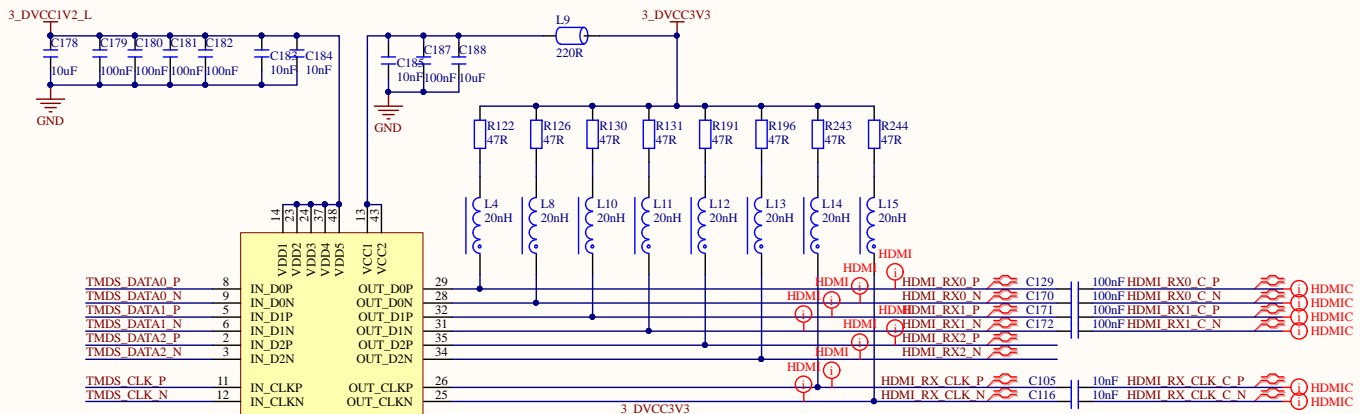 3_DVCC1V2_L
3_DVCC3V3
L9
220R
C178
C179
C180
C181
C182
C183
C184
10uF
100nF
100nF
100nF
100nF
10nF
10nF
C185
C187
C188
10nF
100nF
10uF
GND
GND
R122
47R
R126
47R
R130
47R
R131
47R
R191
47R
R196
47R
R243
47R
R244
47R
L4
20nH
L8
20nH
L10
20nH
L11
20nH
L12
20nH
L13
20nH
L14
20nH
L15
20nH
14
23
24
37
48
13
43
VDD1
VDD2
VDD3
VDD4
VDD5
VCC1
VCC2
HDMI
HDMI
HDMI
HDMI
HDMI
TMDS_DATA0_P 8 IN_D0P OUT_D0P 29 HDMI_RX0_P C129 100nF HDMI_RX0_C_P i HDMIC
TMDS_DATA0_N 9 IN_D0N OUT_D0N 28 HDMI_RX0_N C170 100nF HDMI_RX0_C_N i HDMIC
TMDS_DATA1_P 5 IN_D1P OUT_D1P 32 HDMI_RX1_P C171 100nF HDMI_RX1_C_P i HDMIC
TMDS_DATA1_N 6 IN_D1N OUT_D1N 31 HDMI_RX1_N C172 100nF HDMI_RX1_C_N i HDMIC
TMDS_DATA2_P 2 IN_D2P OUT_D2P 35 HDMI_RX2_P
TMDS_DATA2_N 3 IN_D2N OUT_D2N 34 HDMI_RX2_N
TMDS_CLK_P 11 IN_CLKP OUT_CLKP 26 HDMI_RX_CLK_P C105 10nF HDMI_RX_CLK_C_P i HDMIC
TMDS_CLK_N 12 IN_CLKN OUT_CLKN 25 HDMI_RX_CLK_N C116 10nF HDMI_RX_CLK_C_N i HDMIC
3_DVCC3V3